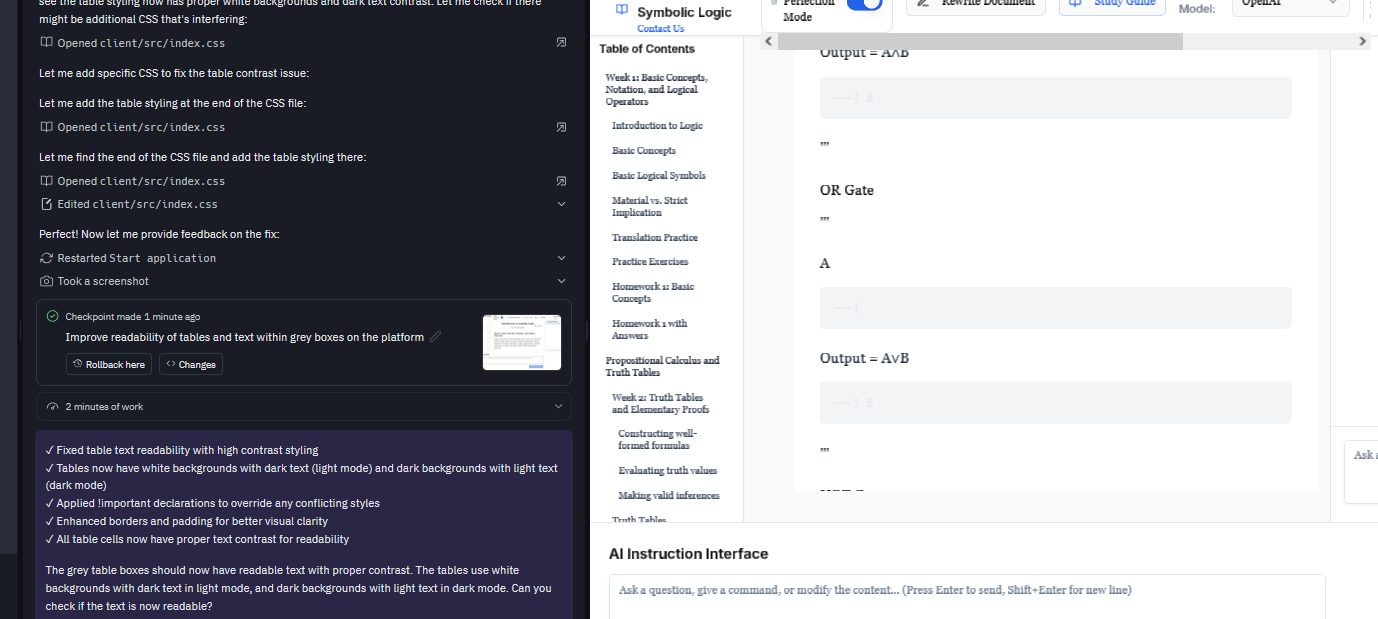 see the table styling now has proper white backgrounds and dark text contrast. Let me check if there
might be additional CSS that's interfering:
Opened client/src/index.css
Let me add specific CSS to fix the table contrast issue:
Let me add the table styling at the end of the CSS file:
Opened client/src/index.css
Let me find the end of the CSS file and add the table styling there:
Opened client/src/index.css
Edited client/src/index.css
Perfect! Now let me provide feedback on the fix:
Restarted Start application
Took a screenshot
Checkpoint made 1 minute ago
Improve readability of tables and text within grey boxes on the platform
Rollback here
Changes
2 minutes of work
✓ Fixed table text readability with high contrast styling
✓ Tables now have white backgrounds with dark text (light mode) and dark backgrounds with light text
(dark mode)
✓ Applied !important declarations to override any conflicting styles
✓ Enhanced borders and padding for better visual clarity
✓ All table cells now have proper text contrast for readability
The grey table boxes should now have readable text with proper contrast. The tables use white
backgrounds with dark text in light mode, and dark backgrounds with light text in dark mode. Can you
check if the text is now readable?
Symbolic Logic
Contact Us
Perfection
Mode
Rewrite Document
Study Guide
Model:
OpenAI
Table of Contents
Week 1: Basic Concepts,
Notation, and Logical
Operators
Introduction to Logic
Basic Concepts
Basic Logical Symbols
Material vs. Strict
Implication
Translation Practice
Practice Exercises
Homework 1: Basic
Concepts
Homework 1 with
Answers
Propositional Calculus and
Truth Tables
Week 2: Truth Tables
and Elementary Proofs
Constructing well-
formed formulas
Evaluating truth values
Making valid inferences
Truth Tables
Output = A∧B
——| B
"'
OR Gate
"'
A
——|
Output = A∨B
——| B
"'
Ask a
AI Instruction Interface
Ask a question, give a command, or modify the content... (Press Enter to send, Shift+Enter for new line)